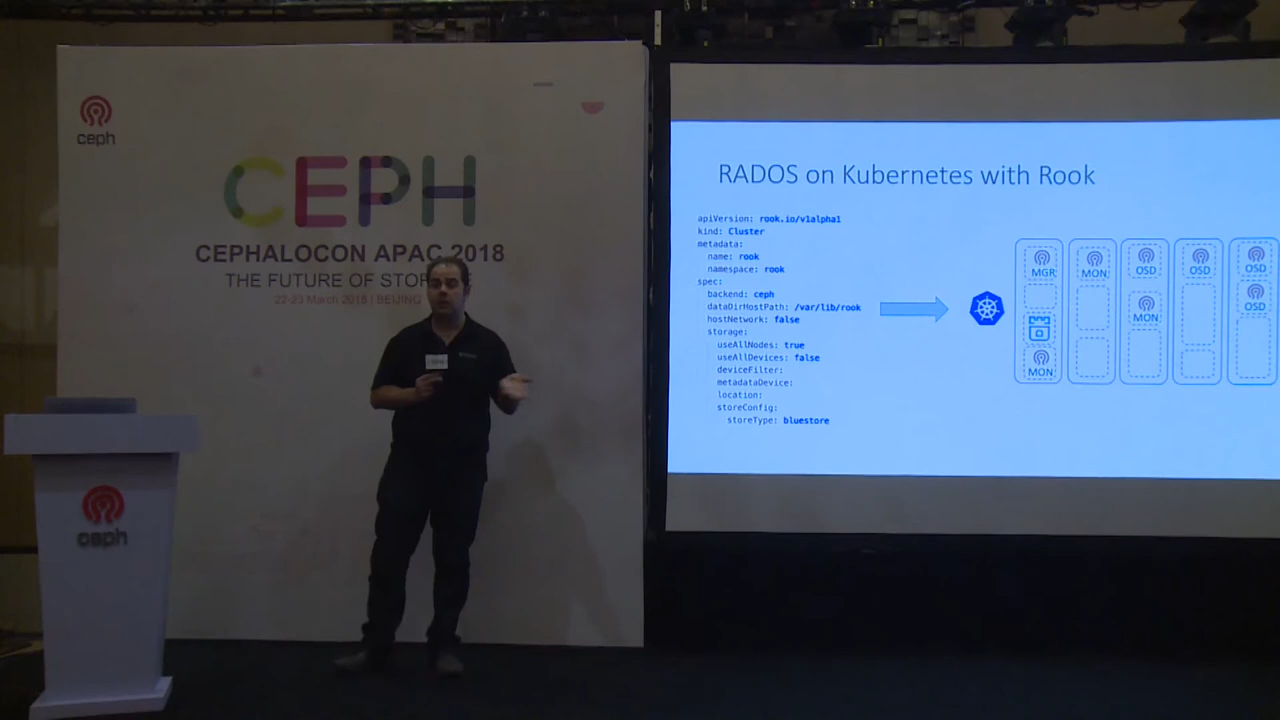 ceph
CEPH
CEPHALOCON APAC 2018
THE FUTURE OF STO
22-23 March 2018 | BEIJING
ceph
RADOS on Kubernetes with Rook
apiVersion: rook.io/v1alpha1
kind: Cluster
metadata:
name: rook
namespace: rook
spec:
backend: ceph
dataDirHostPath: /var/lib/rook
hostNetwork: false
storage:
useAllNodes: true
useAllDevices: false
deviceFilter:
metadataDevice:
location:
storeConfig:
storeType: bluestore
MGR
MON
OSD
OSD
OSD
MON
OSD
MON